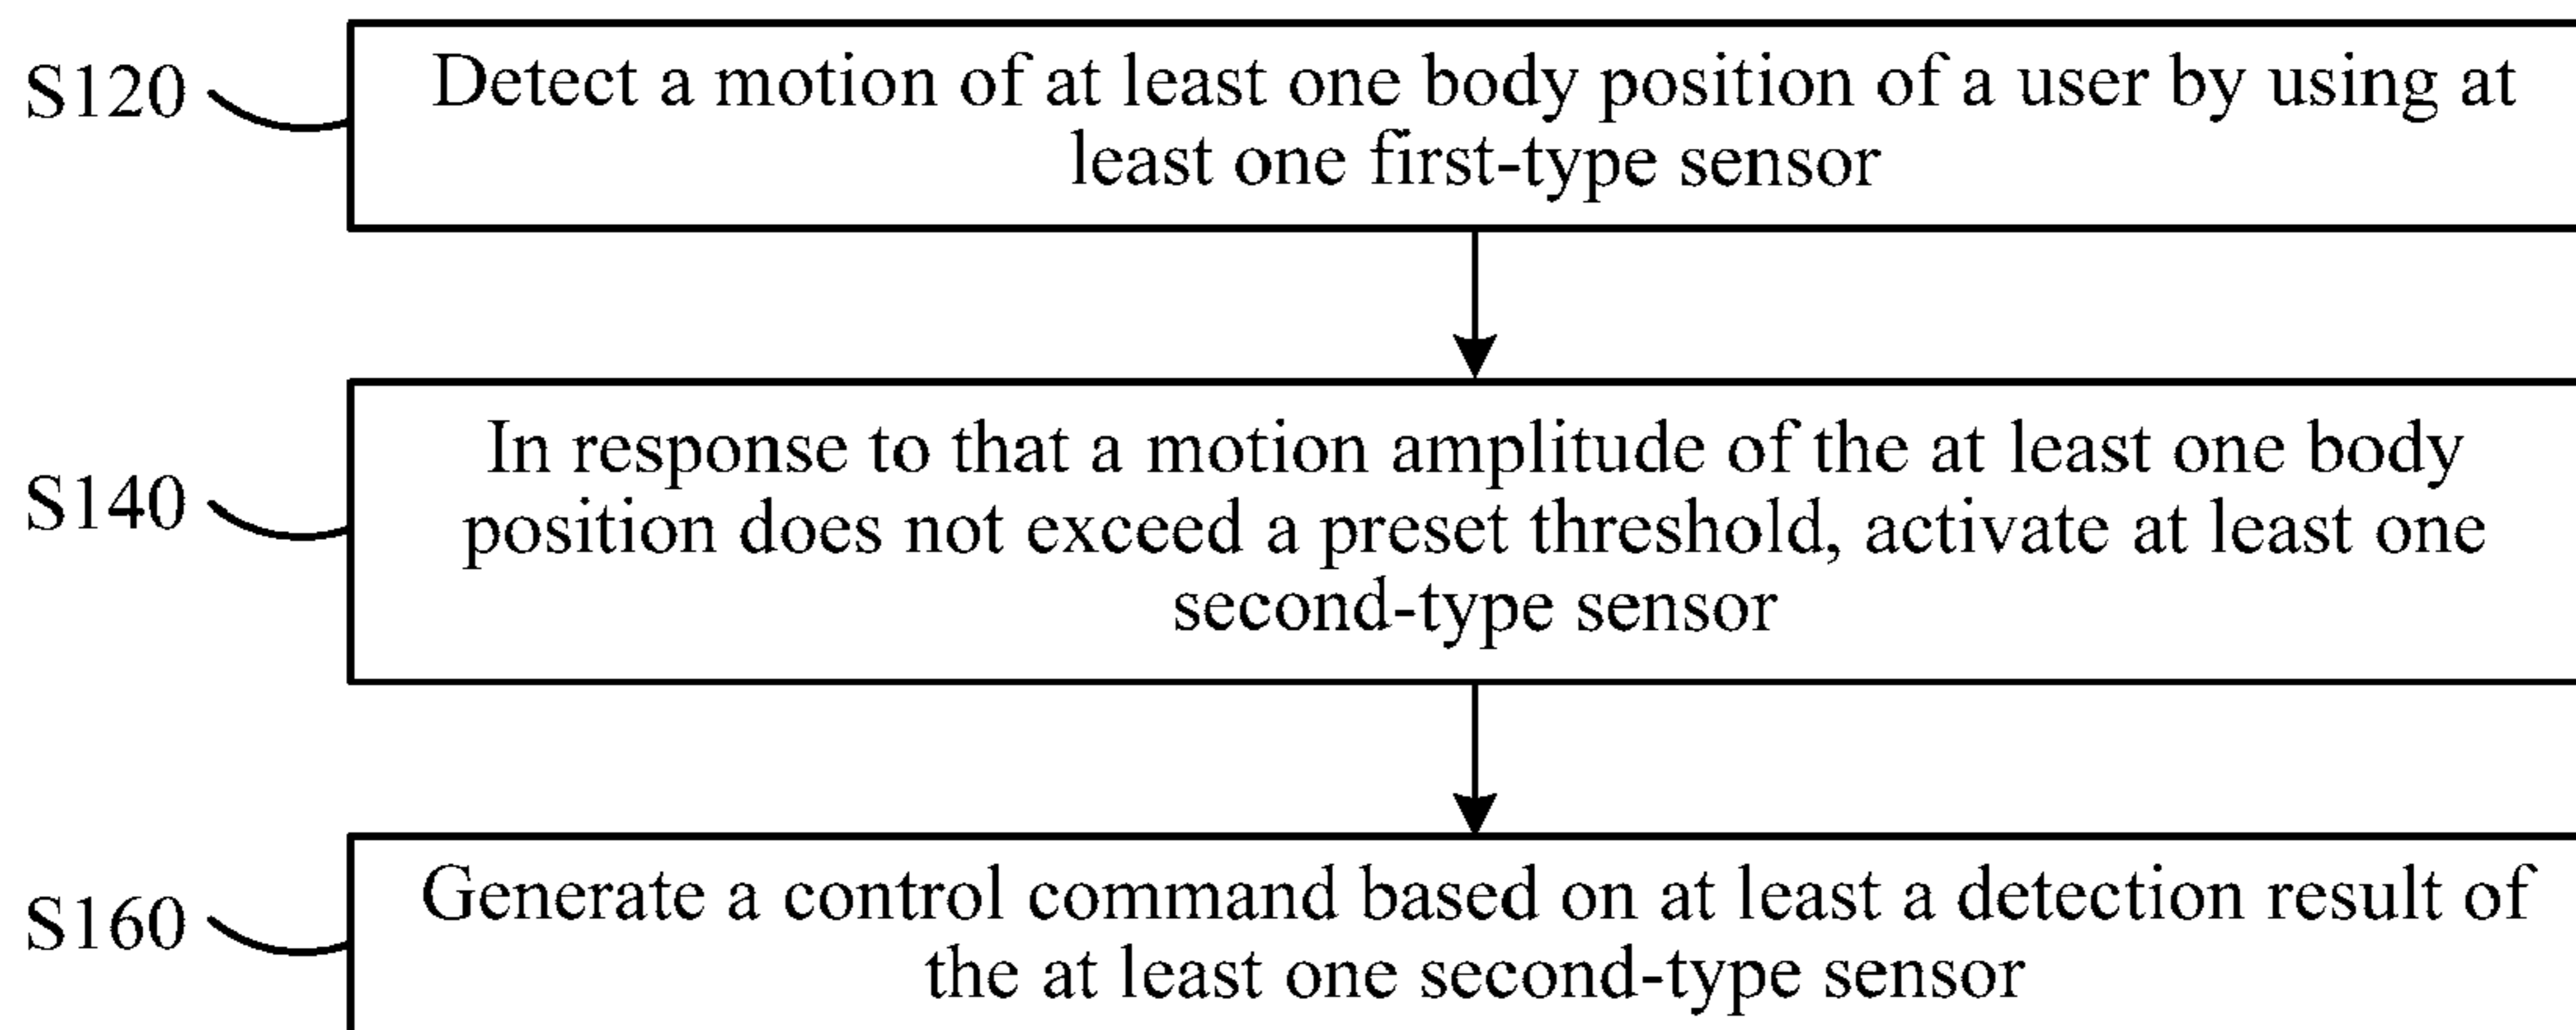 S120
Detect a motion of at least one body position of a user by using at
least one first-type sensor
S140
In response to that a motion amplitude of the at least one body
position does not exceed a preset threshold, activate at least one
second-type sensor
S160
Generate a control command based on at least a detection result of
the at least one second-type sensor